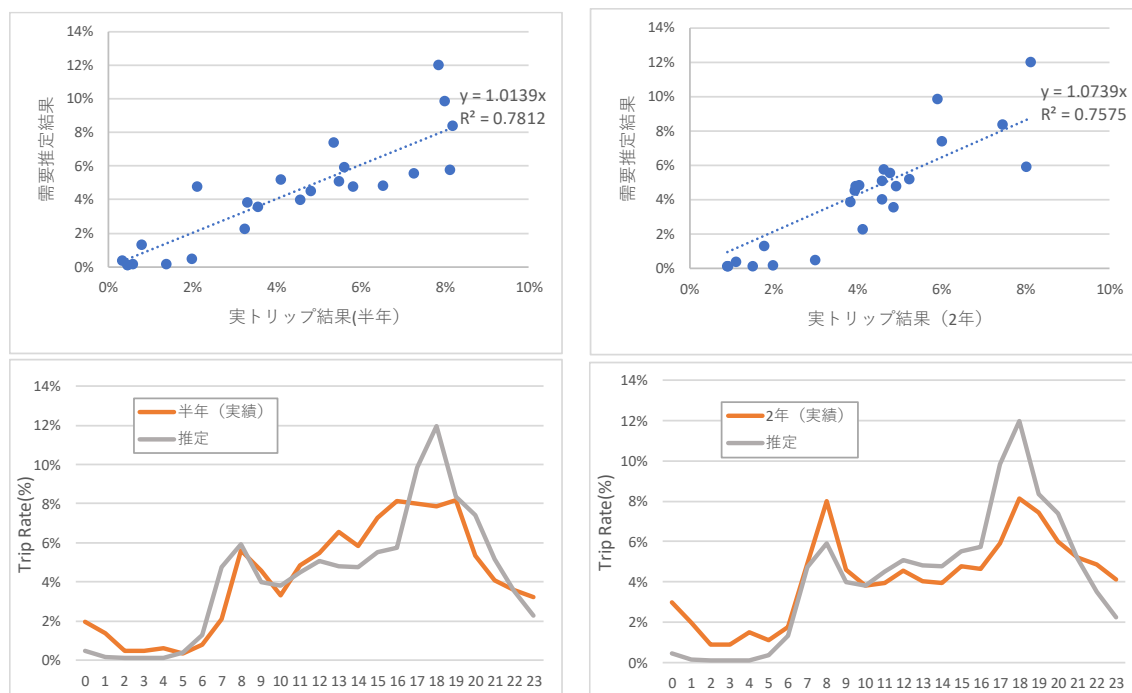 14%
12%
10%
8%
6%
4%
2%
0%
需要推定結果
y = 1.0139x
R² = 0.7812
0% 2% 4% 6% 8% 10%
実トリップ結果(半年）
14%
12%
10%
8%
6%
4%
2%
0%
需要推定結果
y = 1.0739x
R² = 0.7575
0% 2% 4% 6% 8% 10%
実トリップ結果（2年）
14%
12%
10%
8%
6%
4%
2%
0%
Trip Rate(%)
半年（実績）
推定
0 1 2 3 4 5 6 7 8 9 10 11 12 13 14 15 16 17 18 19 20 21 22 23
14%
12%
10%
8%
6%
4%
2%
0%
Trip Rate(%)
2年（実績）
推定
0 1 2 3 4 5 6 7 8 9 10 11 12 13 14 15 16 17 18 19 20 21 22 23